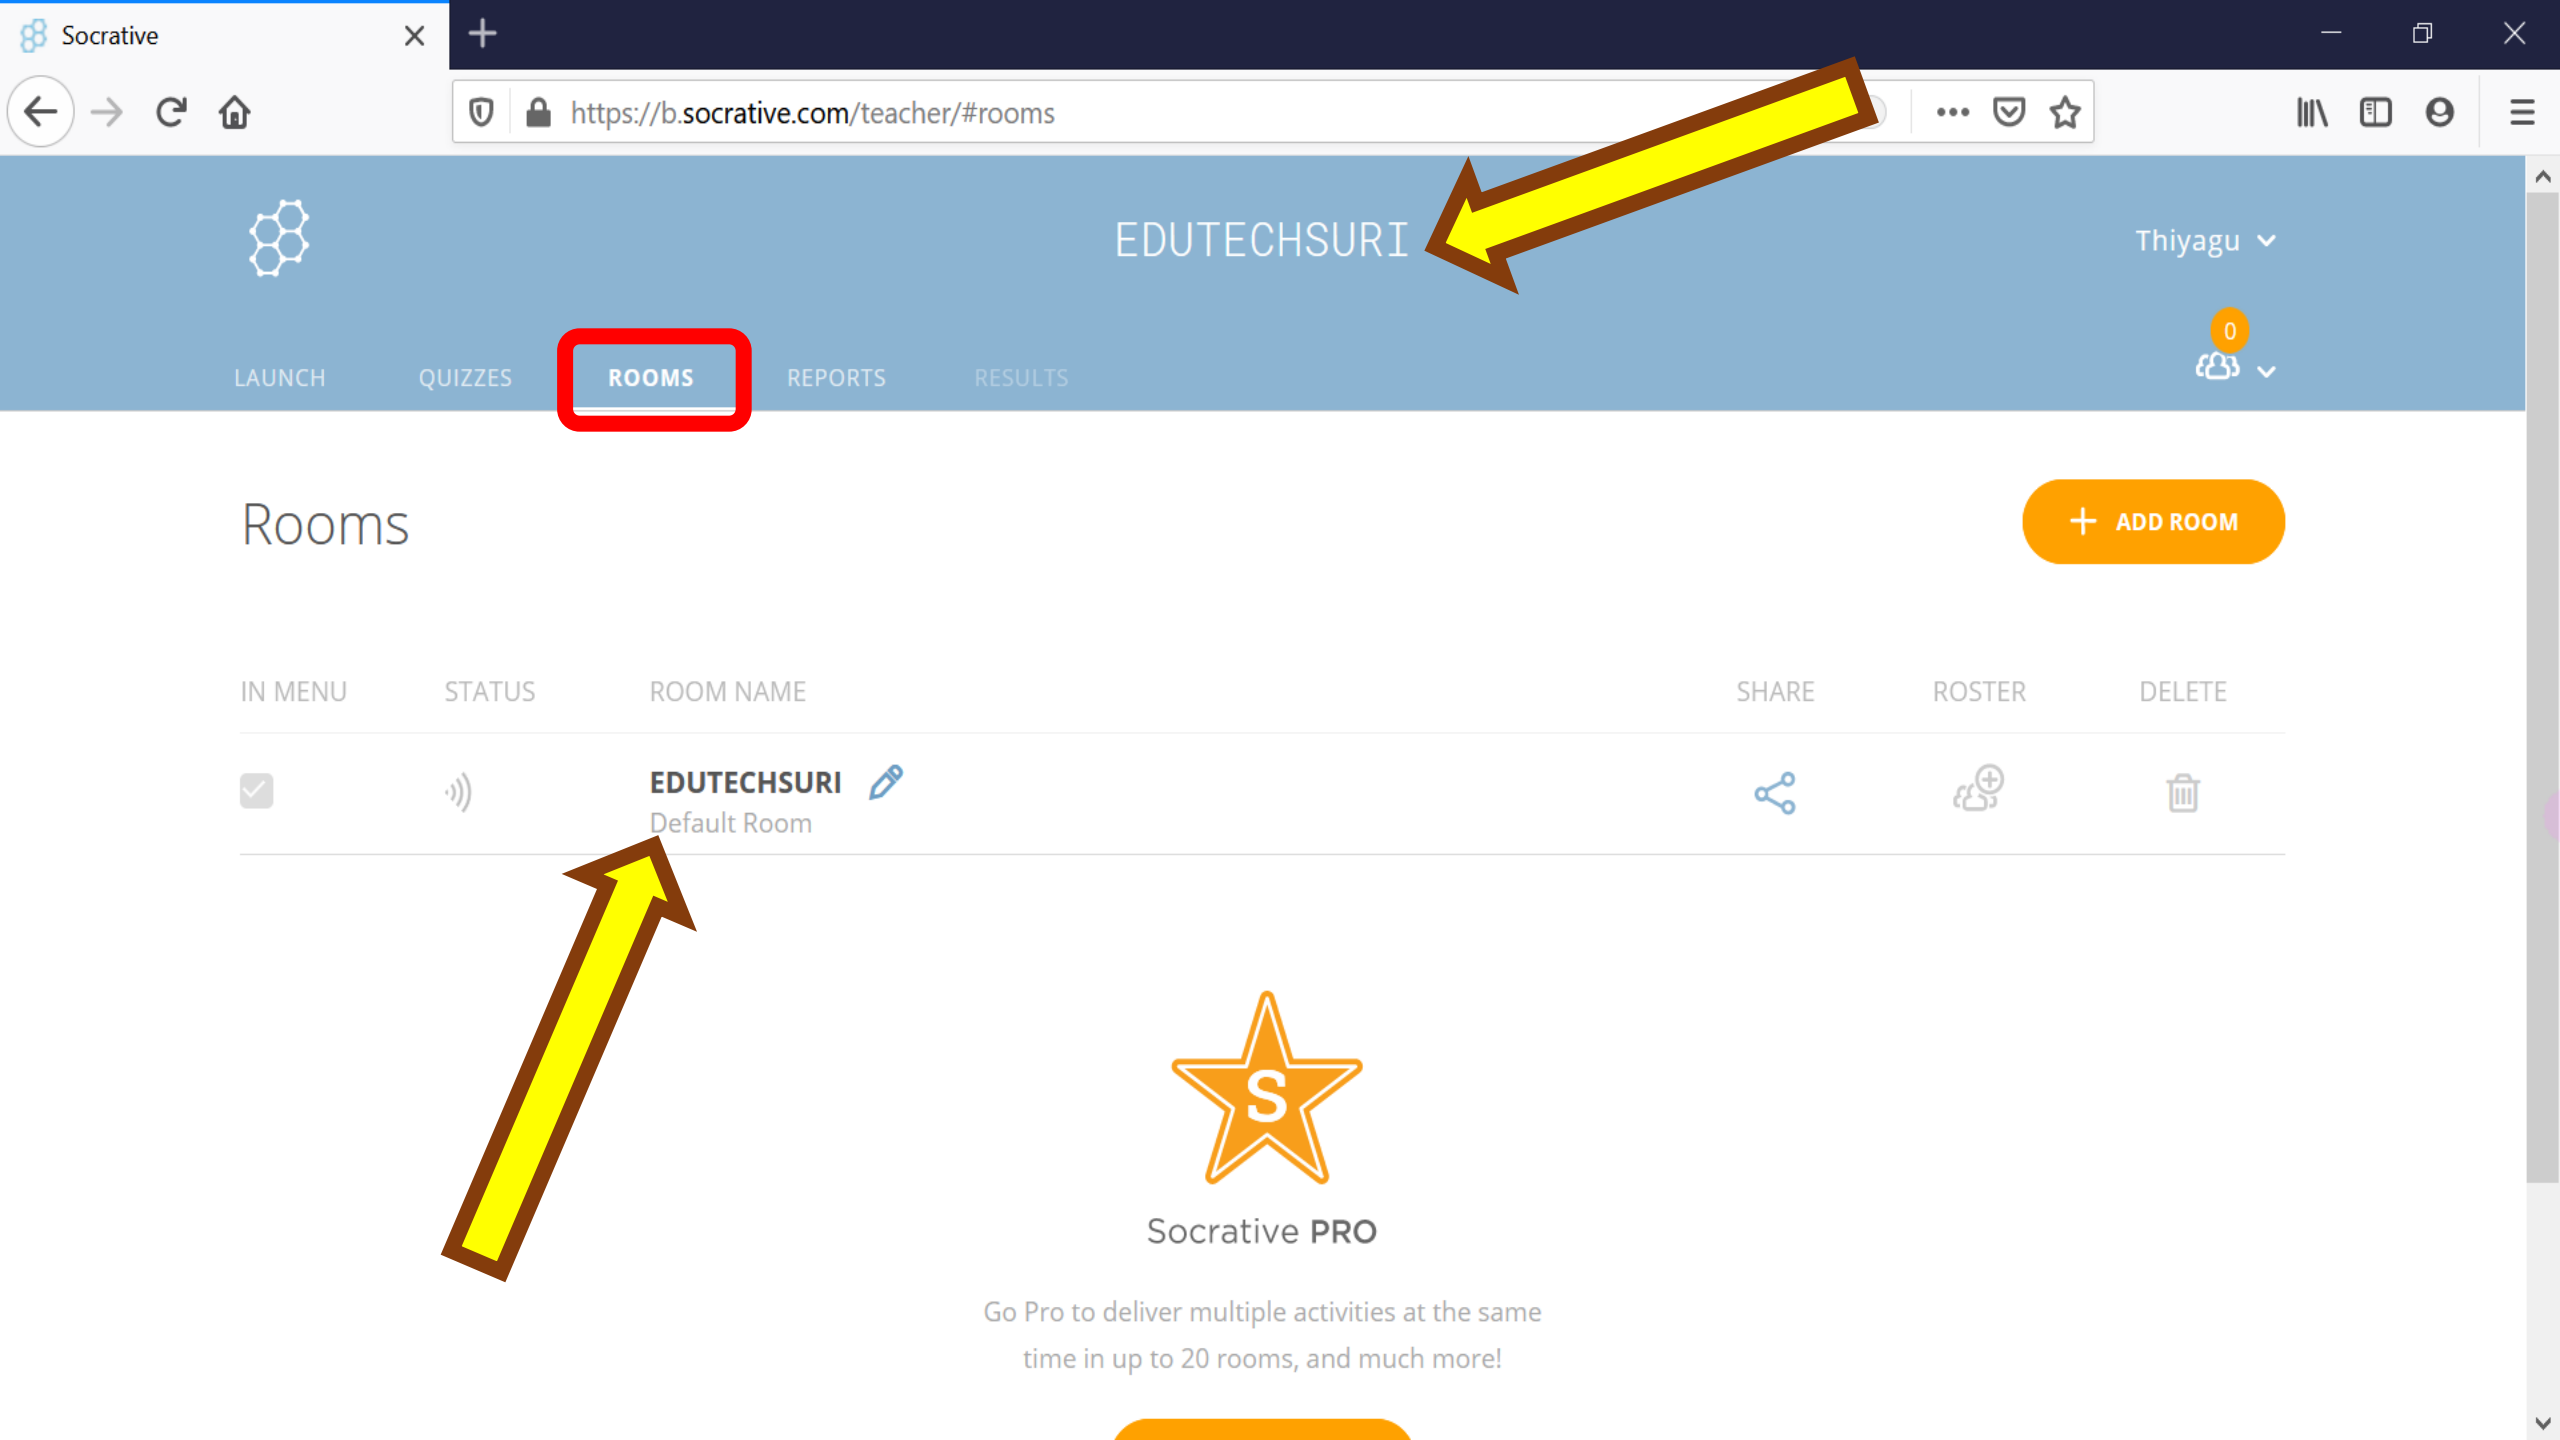 Socrative
https://b.socrative.com/teacher/#rooms
EDUTECHSURI
Thiyagu
0
LAUNCH QUIZZES ROOMS REPORTS RESULTS
Rooms
ADD ROOM
IN MENU STATUS ROOM NAME SHARE ROSTER DELETE
EDUTECHSURI
Default Room
S
Socrative PRO
Go Pro to deliver multiple activities at the same
time in up to 20 rooms, and much more!